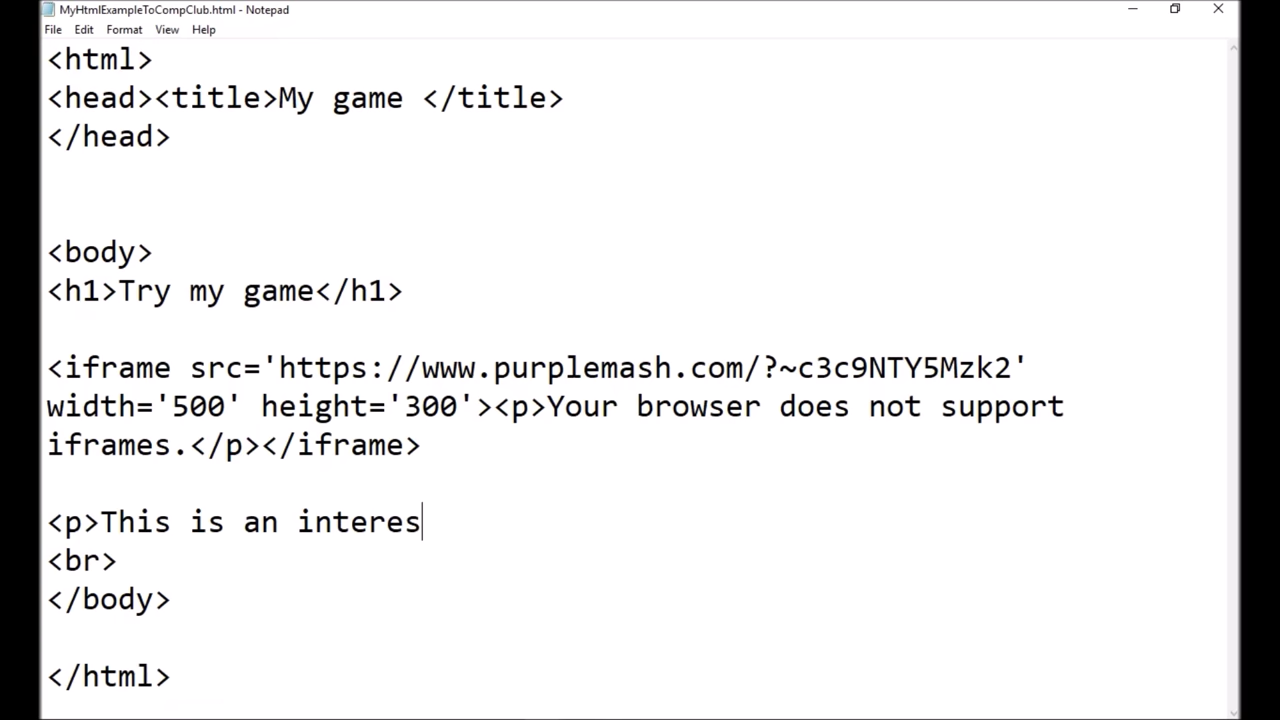 MyHtmlExampleToCompClub.html - Notepad
File Edit Format View Help
<html>
<head><title>My game </title>
</head>
<body>
<h1>Try my game</h1>
<iframe src='https://www.purplemash.com/?~c3c9NTY5Mzk2'
width='500' height='300'><p>Your browser does not support
iframes.</p></iframe>
<p>This is an interes
<br>
</body>
</html>